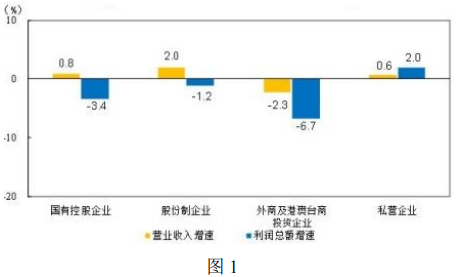 (%)
10
0
-10
-20
0.8
-3.4
2.0
-1.2
-2.3
-6.7
0.6
2.0
国有控股企业
股份制企业
外商及港澳台商
投资企业
私营企业
营业收入增速
利润总额增速
图 1